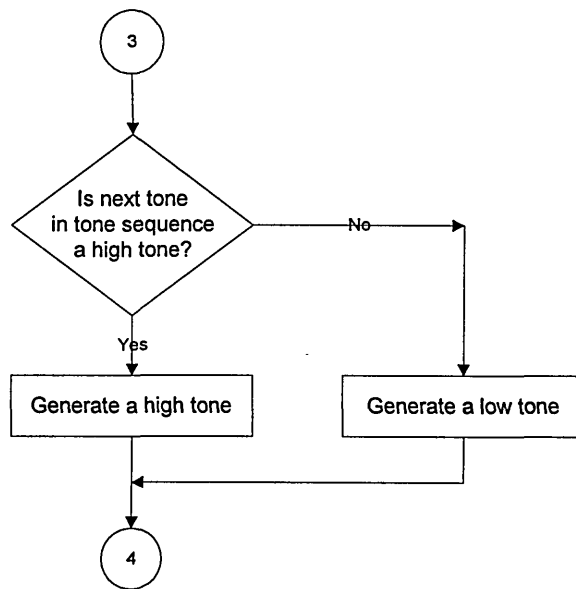 3
Is next tone
in tone sequence
a high tone?
No
Yes
Generate a high tone
Generate a low tone
4